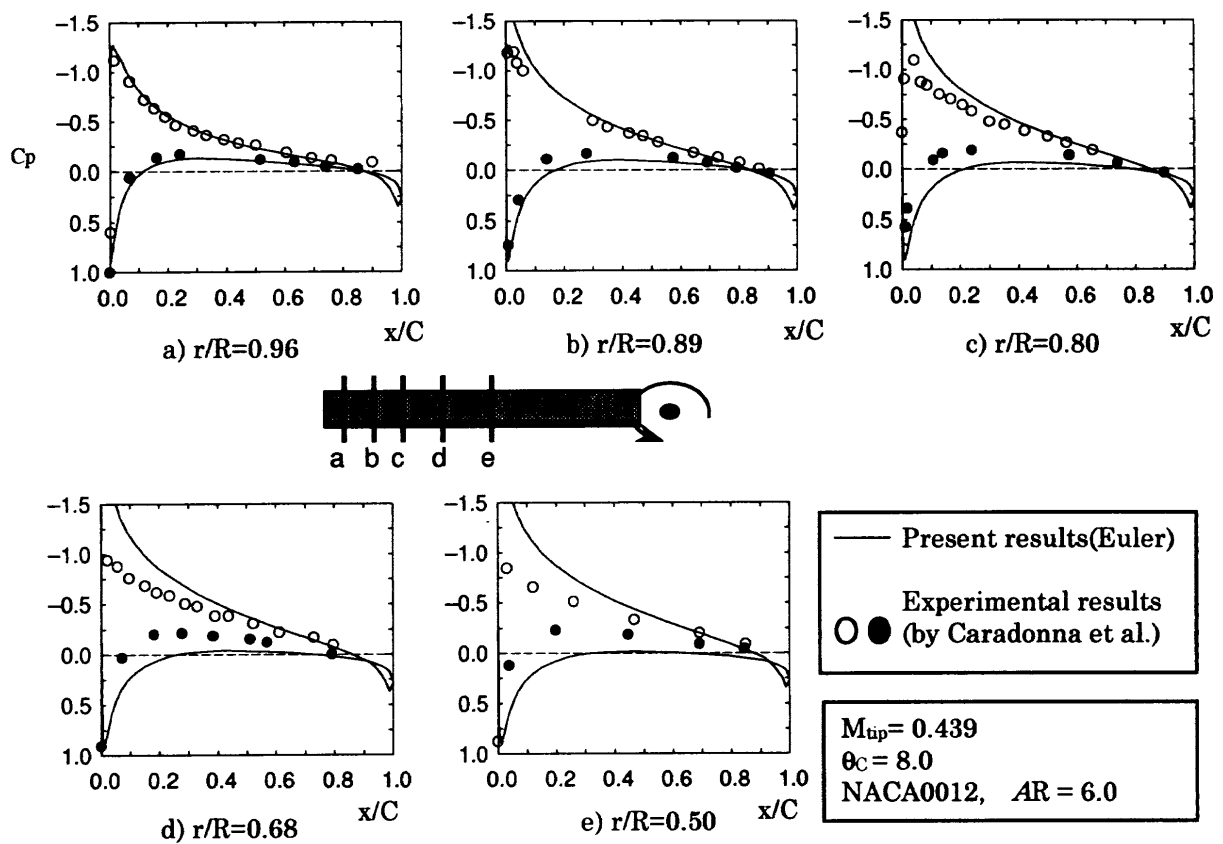 -1.5
-1.0
-0.5
Cp
0.0
0.5
1.0
0.0 0.2 0.4 0.6 0.8 1.0
x/C
a) r/R=0.96
-1.5
-1.0
-0.5
0.0
0.5
1.0
0.0 0.2 0.4 0.6 0.8 1.0
x/C
b) r/R=0.89
-1.5
-1.0
-0.5
0.0
0.5
1.0
0.0 0.2 0.4 0.6 0.8 1.0
x/C
c) r/R=0.80
a b c d e
-1.5
-1.0
-0.5
0.0
0.5
1.0
0.0 0.2 0.4 0.6 0.8 1.0
x/C
d) r/R=0.68
-1.5
-1.0
-0.5
0.0
0.5
1.0
0.0 0.2 0.4 0.6 0.8 1.0
x/C
e) r/R=0.50
Present results(Euler)
Experimental results
(by Caradonna et al.)
Mtip= 0.439
θC = 8.0
NACA0012, AR = 6.0